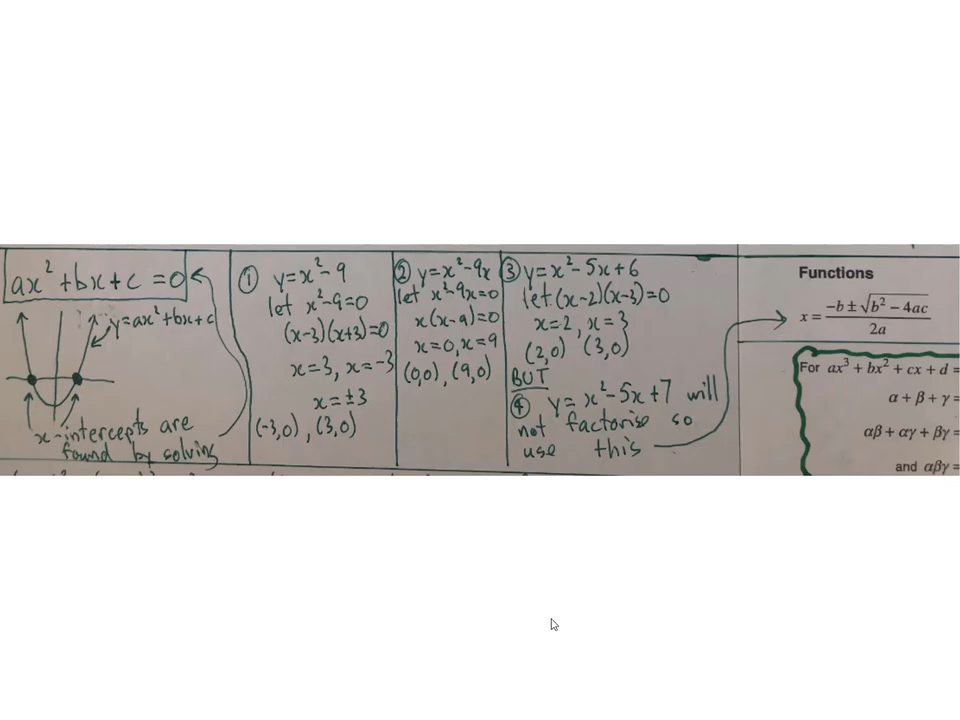 ax² + bx + c = 0
y=ax²+bx+c
x-intercepts are
found by solving
① y=x²-9
let x²-9=0
(x-3)(x+3)=0
x=3, x=-3
x=±3
(-3,0), (3,0)
② y=x²-9x
let x²-9x=0
x(x-9)=0
x=0, x=9
(0,0), (9,0)
③ y=x²-5x+6
let (x-2)(x-3)=0
x=2, x=3
(2,0) (3,0)
BUT
④ y=x²-5x+7 will
not factorise so
use this
Functions
x = (-b ± √(b² - 4ac)) / 2a
For ax³ + bx² + cx + d =
α + β + γ =
αβ + αγ + βγ =
and αβγ =